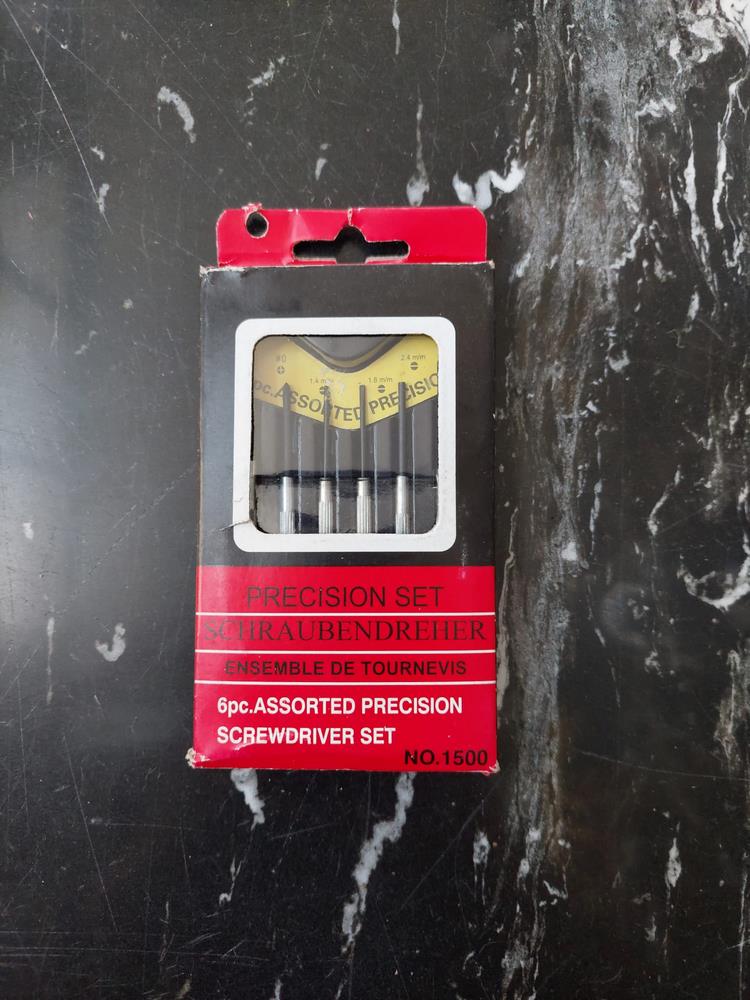 #0
2.4 m/m
1.4 m/m
1.8 m/m
pc.ASSORTED PRECISIO
PRECiSION SET
SCHRAUBENDREHER
ENSEMBLE DE TOURNEVIS
6pc.ASSORTED PRECISION
SCREWDRIVER SET
NO.1500